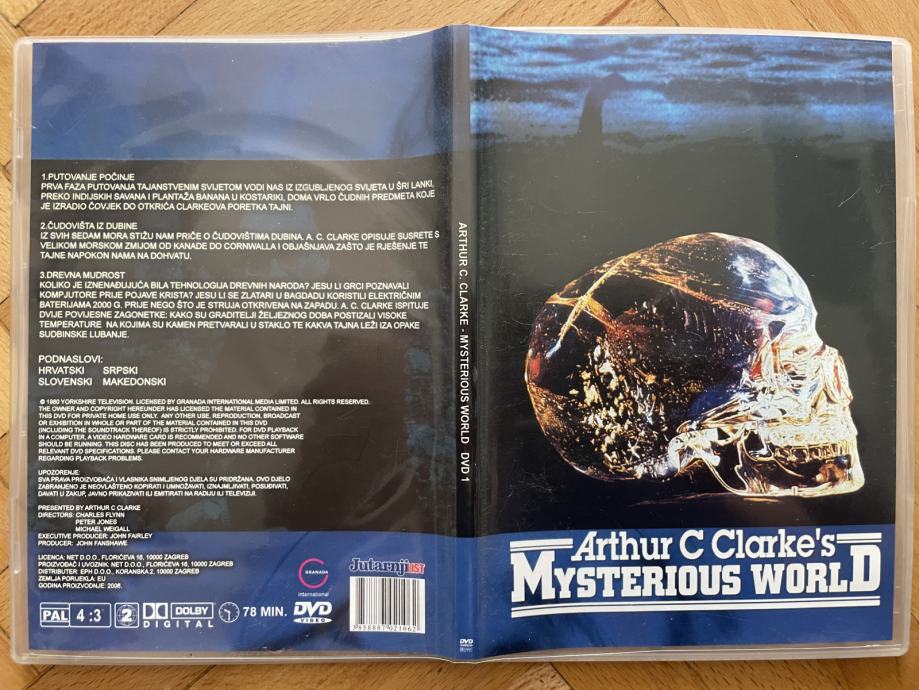 1.PUTOVANJE POČINJE
PRVA FAZA PUTOVANJA TAJANSTVENIM SVIJETOM VODI NAS IZ IZGUBLJENOG SVIJETA U ŠRI LANKI,
PREKO INDIJSKIH SAVANA I PLANTAŽA BANANA U KOSTARIKI, DOMA VRLO ČUDNIH PREDMETA KOJE
JE IZRADIO ČOVJEK DO OTKRIĆA CLARKEOVA PORETKA TAJNI.
2.ČUDOVIŠTA IZ DUBINE
IZ SVIH SEDAM MORA STIŽU NAM PRIČE O ČUDOVIŠTIMA DUBINA. A. C. CLARKE OPISUJE SUSRETE S
VELIKOM MORSKOM ZMIJOM OD KANADE DO CORNWALLA I OBJAŠNJAVA ZAŠTO JE RJEŠENJE TE
TAJNE NAPOKON NAMA NA DOHVATU.
3.DREVNA MUDROST
KOLIKO JE IZNENAĐUJUĆA BILA TEHNOLOGIJA DREVNIH NARODA? JESU LI GRCI POZNAVALI
KOMPJUTORE PRIJE POJAVE KRISTA? JESU LI SE ZLATARI U BAGDADU KORISTILI ELEKTRIČNIM
BATERIJAMA 2000 G. PRIJE NEGO ŠTO JE STRUJA OTKRIVENA NA ZAPADU. A. C. CLARKE ISPITUJE
DVIJE POVIJESNE ZAGONETKE: KAKO SU GRADITELJI ŽELJEZNOG DOBA POSTIZALI VISOKE
TEMPERATURE NA KOJIMA SU KAMEN PRETVARALI U STAKLO TE KAKVA TAJNA LEŽI IZA OPAKE
SUDBINSKE LUBANJE.
PODNASLOVI:
HRVATSKI SRPSKI
SLOVENSKI MAKEDONSKI
© 1980 YORKSHIRE TELEVISION. LICENSED BY GRANADA INTERNATIONAL MEDIA LIMITED. ALL RIGHTS RESERVED.
THE OWNER AND COPYRIGHT HEREUNDER HAS LICENSED THE MATERIAL CONTAINED IN
THIS DVD FOR PRIVATE HOME USE ONLY. ANY OTHER USE, REPRODUCTION, BROADCAST
OR EXHIBITION IN WHOLE OR PART OF THE MATERIAL CONTAINED IN THIS DVD
(INCLUDING THE SOUNDTRACK THEREOF) IS STRICTLY PROHIBITED. FOR DVD PLAYBACK
IN A COMPUTER, A VIDEO HARDWARE CARD IS RECOMMENDED AND NO OTHER SOFTWARE
SHOULD BE RUNNING. THIS DISC HAS BEEN PRODUCED TO MEET OR EXCEED ALL
RELEVANT DVD SPECIFICATIONS. PLEASE CONTACT YOUR HARDWARE MANUFACTURER
REGARDING PLAYBACK PROBLEMS.
UPOZORENJE:
SVA PRAVA PROIZVOĐAČA I VLASNIKA SNIMLJENOG DJELA SU PRIDRŽANA. OVO DJELO
ZABRANJENO JE NEOVLAŠTENO KOPIRATI I UMNOŽAVATI, IZNAJMLJIVATI, POSUĐIVATI,
DAVATI U ZAKUP, JAVNO PRIKAZIVATI ILI EMITIRATI NA RADIJU ILI TELEVIZIJI.
PRESENTED BY ARTHUR C CLARKE
DIRECTORS: CHARLES FLYNN
PETER JONES
MICHAEL WEIGALL
EXECUTIVE PRODUCER: JOHN FAIRLEY
PRODUCER: JOHN FANSHAWE
LICENCA: NET D.O.O., FLORIĆEVA 16, 10000 ZAGREB
PROIZVOĐAČ I UVOZNIK: NET D.O.O., FLORIĆEVA 16, 10000 ZAGREB
DISTRIBUTER: EPH D.O.O., KORANSKA 2, 10000 ZAGREB
ZEMLJA PORIJEKLA: EU
GODINA PROIZVODNJE: 2006.
PAL 4:3 2 DOLBY DIGITAL 78 MIN. DVD VIDEO
GRANADA
international
Jutarnji LIST
3858887021062
ARTHUR C. CLARKE - MYSTERIOUS WORLD DVD 1
DVD
Arthur C Clarke's
MYSTERIOUS WORLD